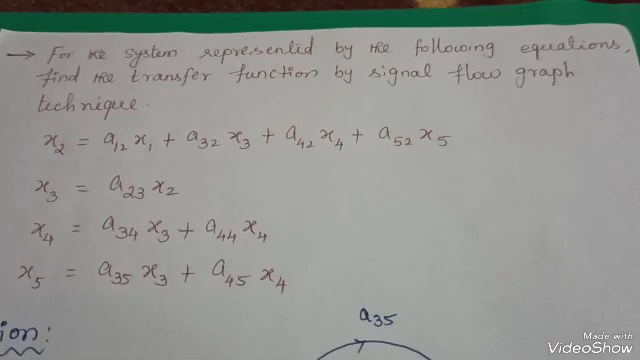 → For the system represented by the following equations,
find the transfer function by signal flow graph
technique.
x₂ = a₁₂ x₁ + a₃₂ x₃ + a₄₂ x₄ + a₅₂ x₅
x₃ = a₂₃ x₂
x₄ = a₃₄ x₃ + a₄₄ x₄
x₅ = a₃₅ x₃ + a₄₅ x₄
ion:
a₃₅
Made with
VideoShow